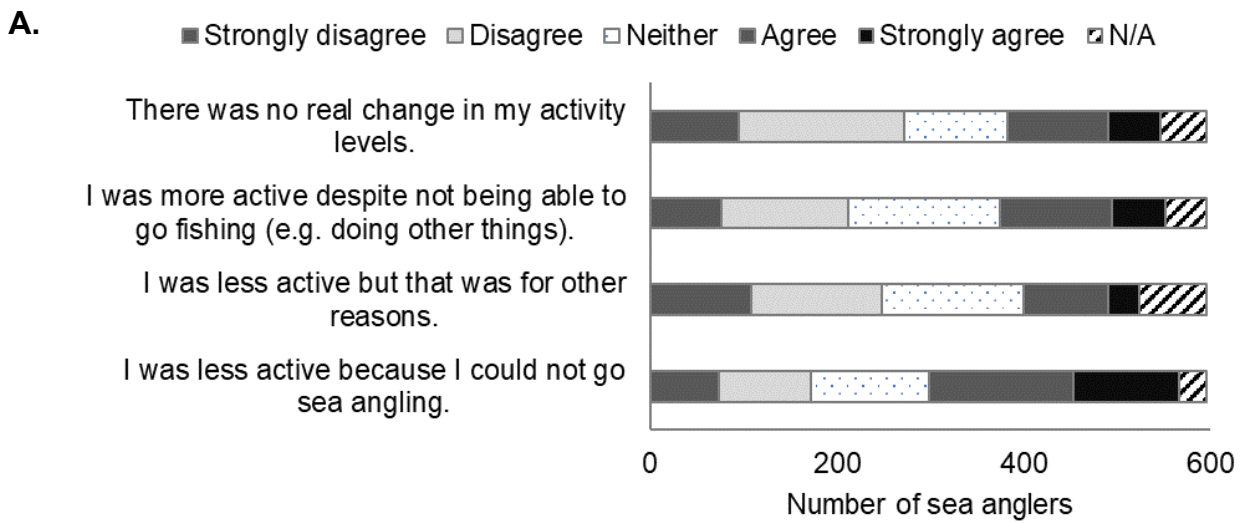 A.
Strongly disagree Disagree Neither Agree Strongly agree N/A
There was no real change in my activity
levels.
I was more active despite not being able to
go fishing (e.g. doing other things).
I was less active but that was for other
reasons.
I was less active because I could not go
sea angling.
0 200 400 600
Number of sea anglers